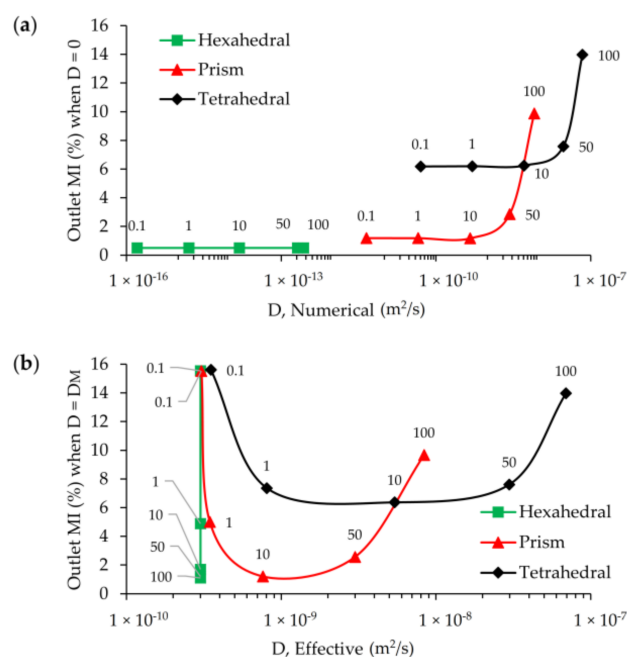 (a)
Outlet MI (%) when D = 0
16
14
12
10
8
6
4
2
0
Hexahedral
Prism
Tetrahedral
0.1 1 10 50 100
0.1 1 10 50 100
0.1 1 10 50 100
1 × 10−16 1 × 10−13 1 × 10−10 1 × 10−7
D, Numerical (m2/s)
(b)
Outlet MI (%) when D = DM
16
14
12
10
8
6
4
2
0
0.1
0.1
1
10
50
100
0.1 1 10 50 100
1 10 50 100
Hexahedral
Prism
Tetrahedral
1 × 10−10 1 × 10−9 1 × 10−8 1 × 10−7
D, Effective (m2/s)